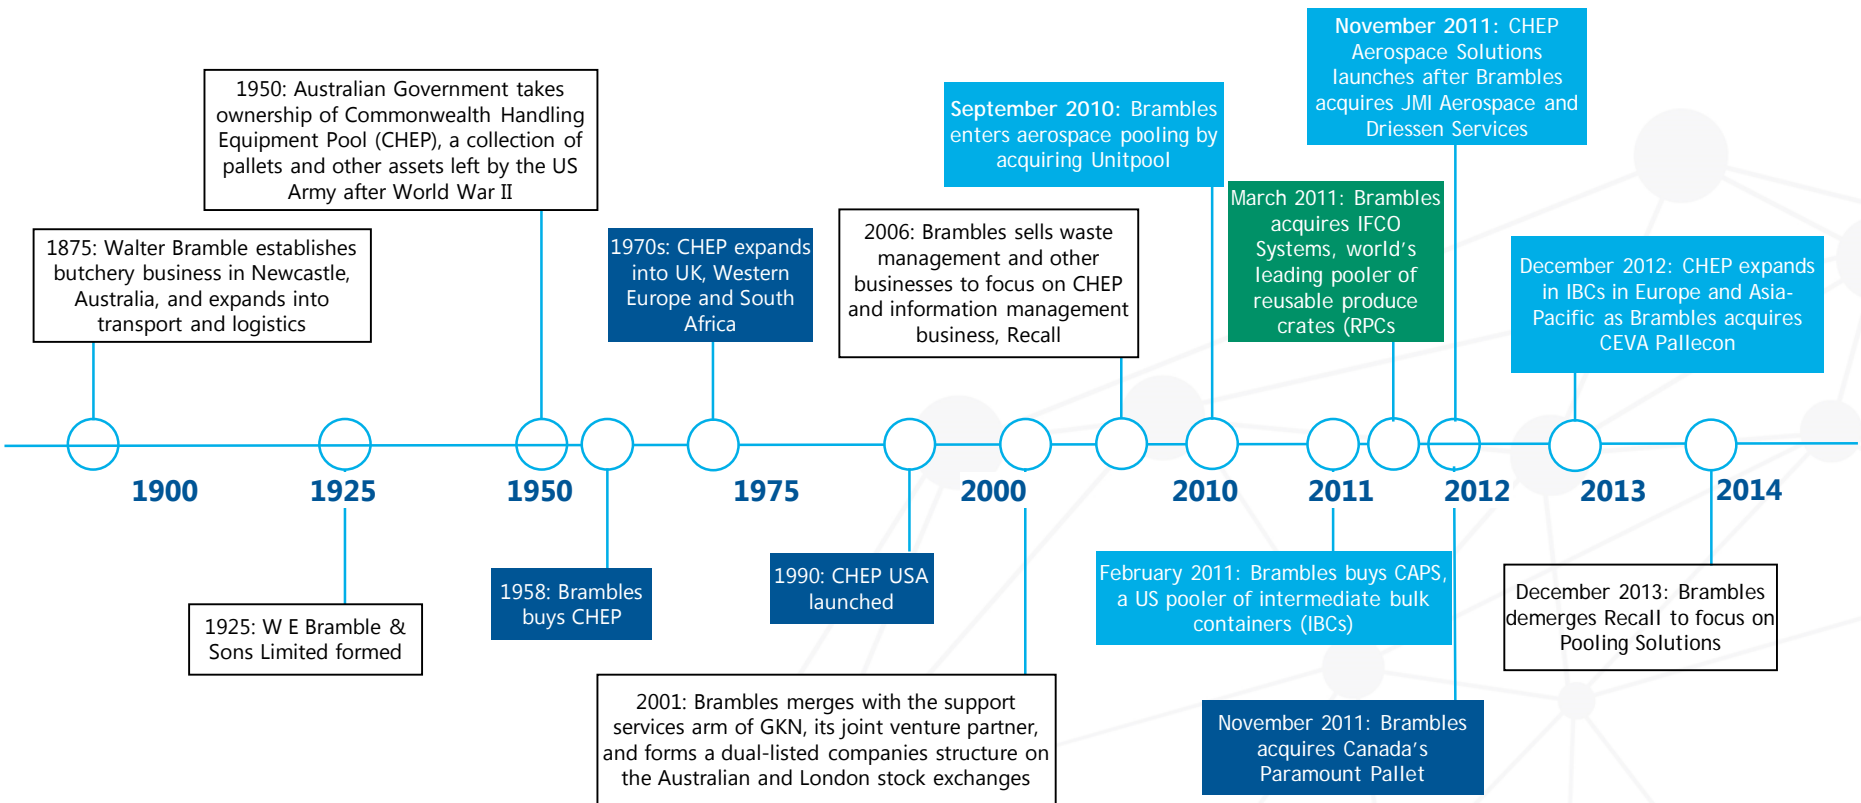 November 2011: CHEP
Aerospace Solutions
launches after Brambles
acquires JMI Aerospace and
Driessen Services
1950: Australian Government takes
ownership of Commonwealth Handling
Equipment Pool (CHEP), a collection of
pallets and other assets left by the US
Army after World War II
September 2010: Brambles
enters aerospace pooling by
acquiring Unitpool
March 2011: Brambles
acquires IFCO
Systems, world's
leading pooler of
reusable produce
crates (RPCs
1875: Walter Bramble establishes
butchery business in Newcastle,
Australia, and expands into
transport and logistics
1970s: CHEP expands
into UK, Western
Europe and South
Africa
2006: Brambles sells waste
management and other
businesses to focus on CHEP
and information management
business, Recall
December 2012: CHEP expands
in IBCs in Europe and Asia-
Pacific as Brambles acquires
CEVA Pallecon
1900
1925
1950
1975
2000
2010
2011
2012
2013
2014
1925: W E Bramble &
Sons Limited formed
1958: Brambles
buys CHEP
1990: CHEP USA
launched
2001: Brambles merges with the support
services arm of GKN, its joint venture partner,
and forms a dual-listed companies structure on
the Australian and London stock exchanges
February 2011: Brambles buys CAPS,
a US pooler of intermediate bulk
containers (IBCs)
November 2011: Brambles
acquires Canada's
Paramount Pallet
December 2013: Brambles
demerges Recall to focus on
Pooling Solutions